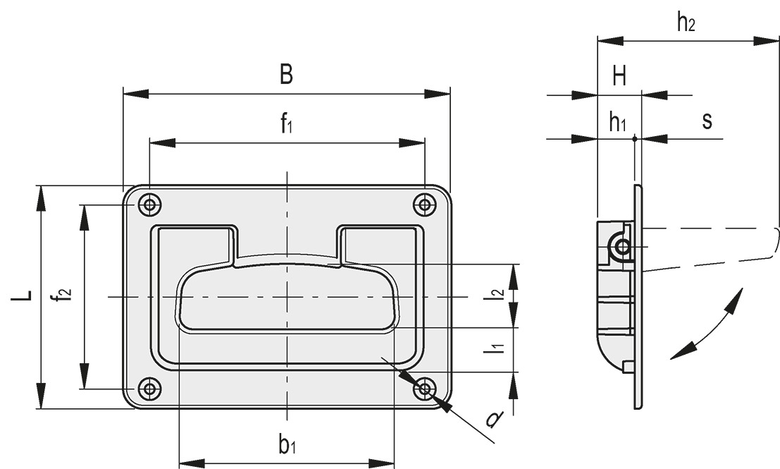 h₂
B
H
f₁
h₁
s
L
f₂
l₂
l₁
d
b₁